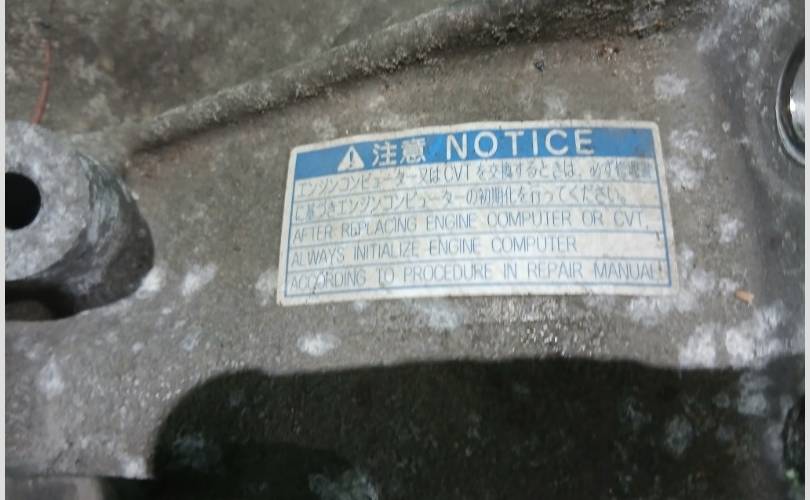 注意 NOTICE
エンジンコンピューター又はCVTを交換するときは、必ず修理書
に基づきエンジンコンピューターの初期化を行ってください。
AFTER REPLACING ENGINE COMPUTER OR CVT,
ALWAYS INITIALIZE ENGINE COMPUTER
ACCORDING TO PROCEDURE IN REPAIR MANUAL